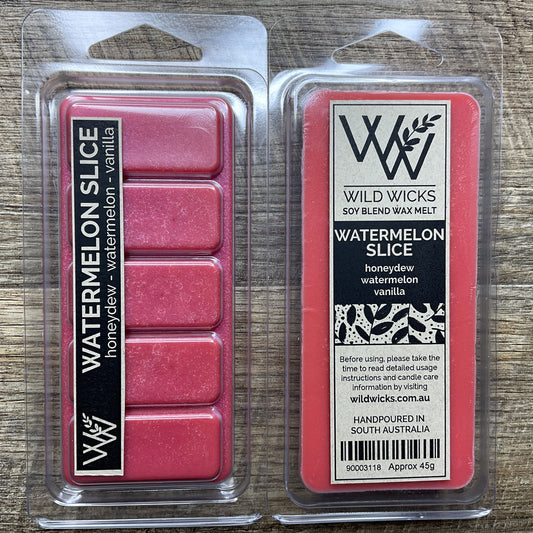 WATERMELON SLICE
honeydew - watermelon - vanilla
WILD WICKS
SOY BLEND WAX MELT
WATERMELON
SLICE
honeydew
watermelon
vanilla
Before using, please take the
time to read detailed usage
instructions and candle care
information by visiting
wildwicks.com.au
HANDPOURED IN
SOUTH AUSTRALIA
90003118 Approx 45g